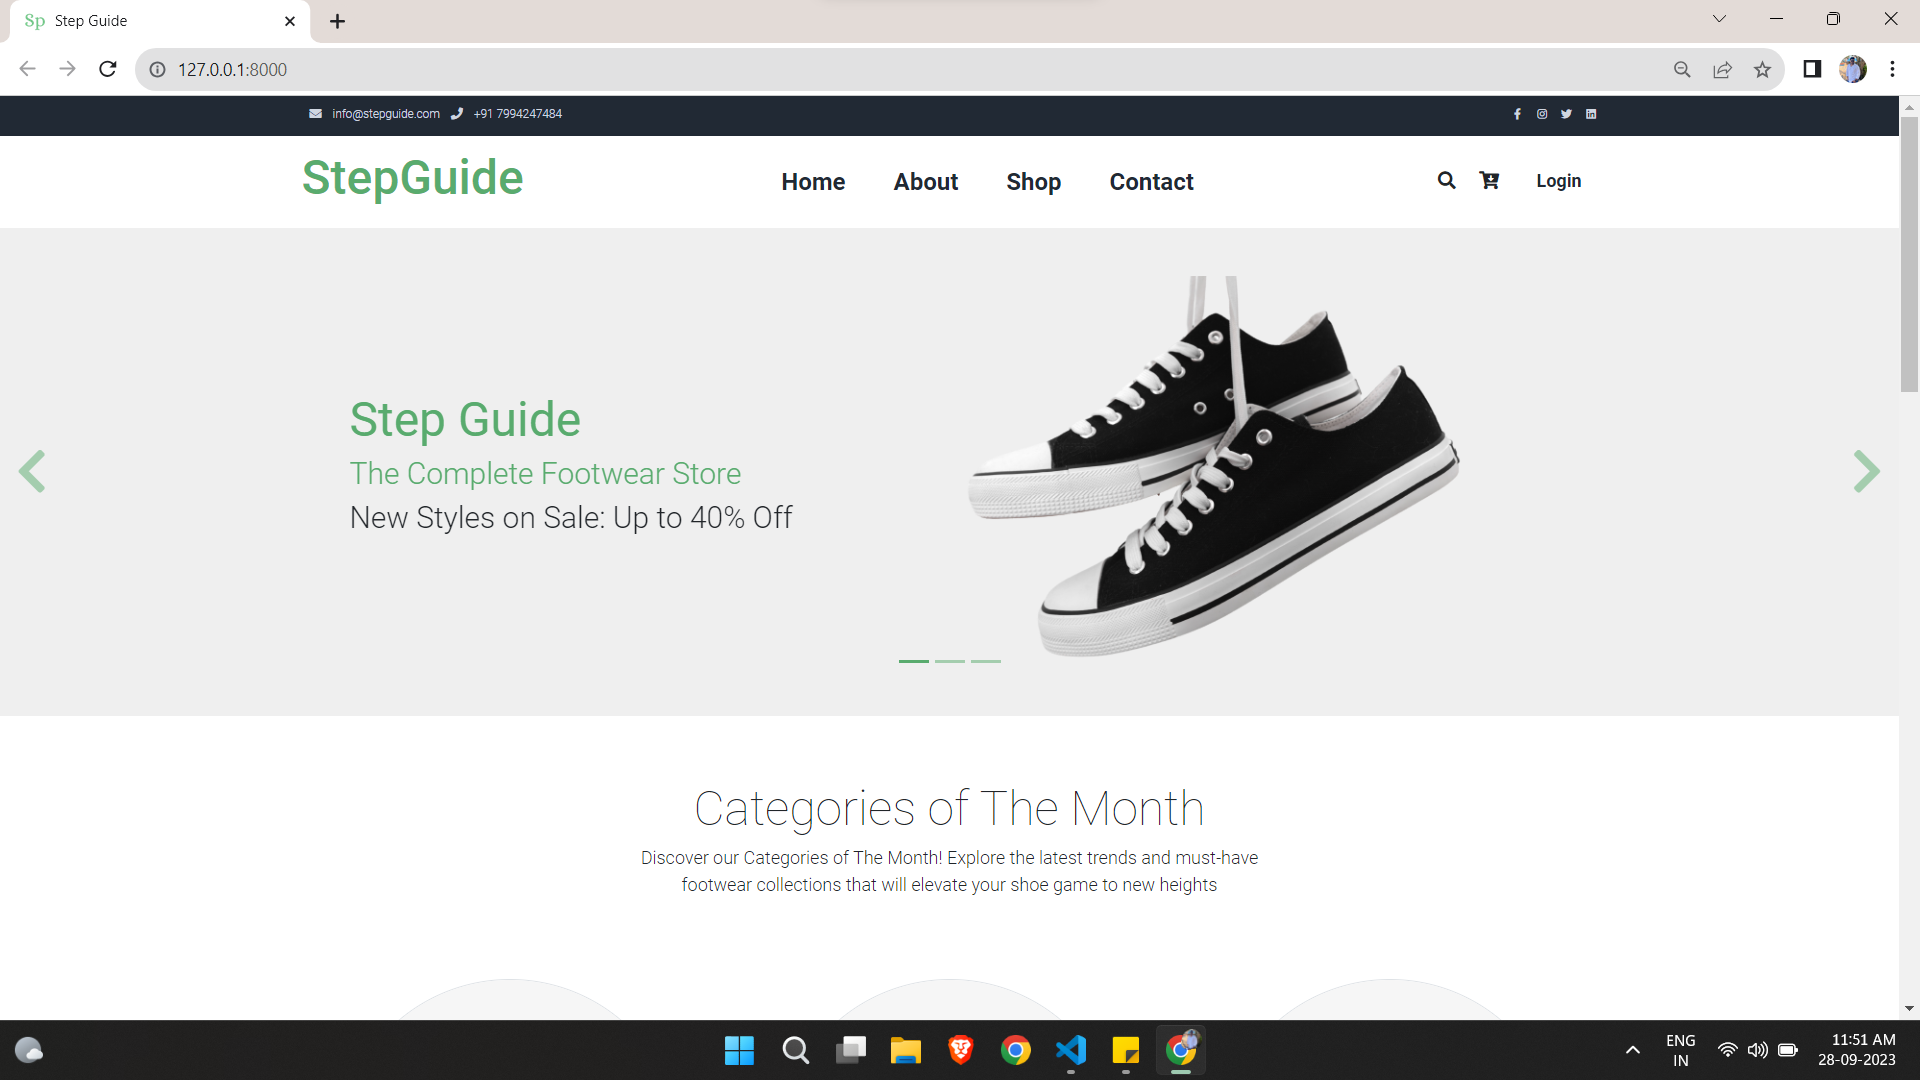 Sp Step Guide
127.0.0.1:8000
info@stepguide.com +91 7994247484
StepGuide
Home About Shop Contact
Login
Step Guide
The Complete Footwear Store
New Styles on Sale: Up to 40% Off
Categories of The Month
Discover our Categories of The Month! Explore the latest trends and must-have
footwear collections that will elevate your shoe game to new heights
ENG
IN
11:51 AM
28-09-2023